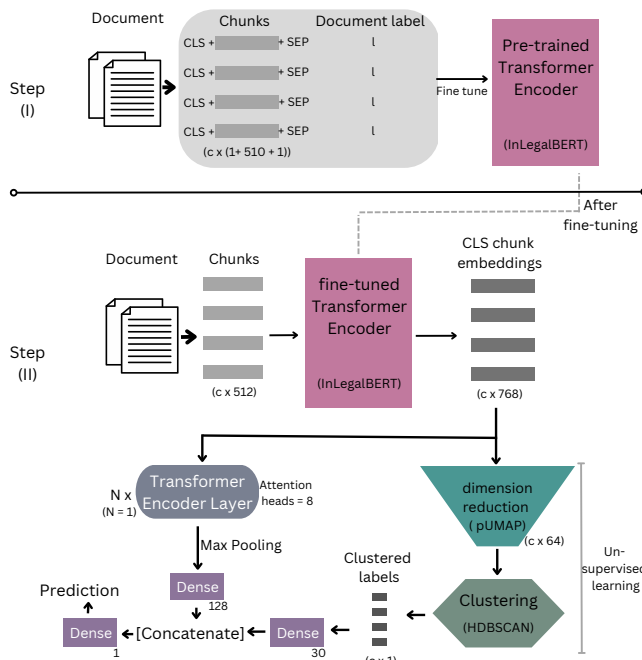 Document
Chunks
Document label
CLS + + SEP l
CLS + + SEP l
CLS + + SEP l
CLS + + SEP l
(c x (1+ 510 + 1))
Step
(I)
Fine tune
Pre-trained
Transformer
Encoder
(InLegalBERT)
After
fine-tuning
Document
Chunks
(c x 512)
Step
(II)
fine-tuned
Transformer
Encoder
(InLegalBERT)
CLS chunk
embeddings
(c x 768)
N x
(N = 1)
Transformer
Encoder Layer
Attention
heads = 8
Max Pooling
Dense
128
dimension
reduction
( pUMAP)
(c x 64)
Un-
supervised
learning
Clustering
(HDBSCAN)
Clustered
labels
(c x 1)
Dense
30
[Concatenate]
Dense
1
Prediction